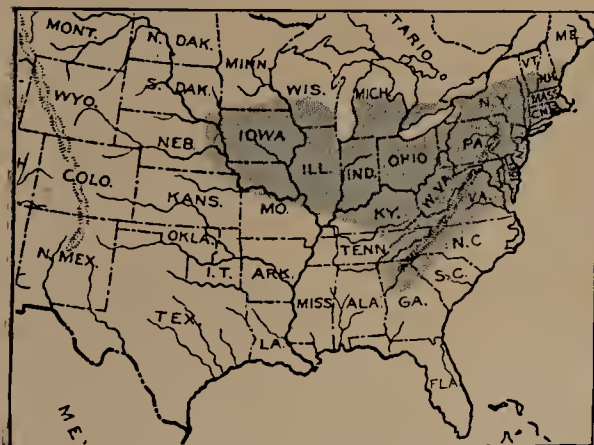 MONT.
N. DAK.
MINN.
ONTARIO
ME.
WYO.
S. DAK.
WIS.
MICH.
VT.
N.Y.
MASS
NEB.
IOWA
ILL.
IND.
OHIO
PA.
COLO.
KANS.
MO.
KY.
W.VA.
VA.
N. MEX.
OKLA.
I.T.
ARK.
TENN.
N.C
S.C.
TEX.
LA.
MISS.
ALA.
GA.
FLA.